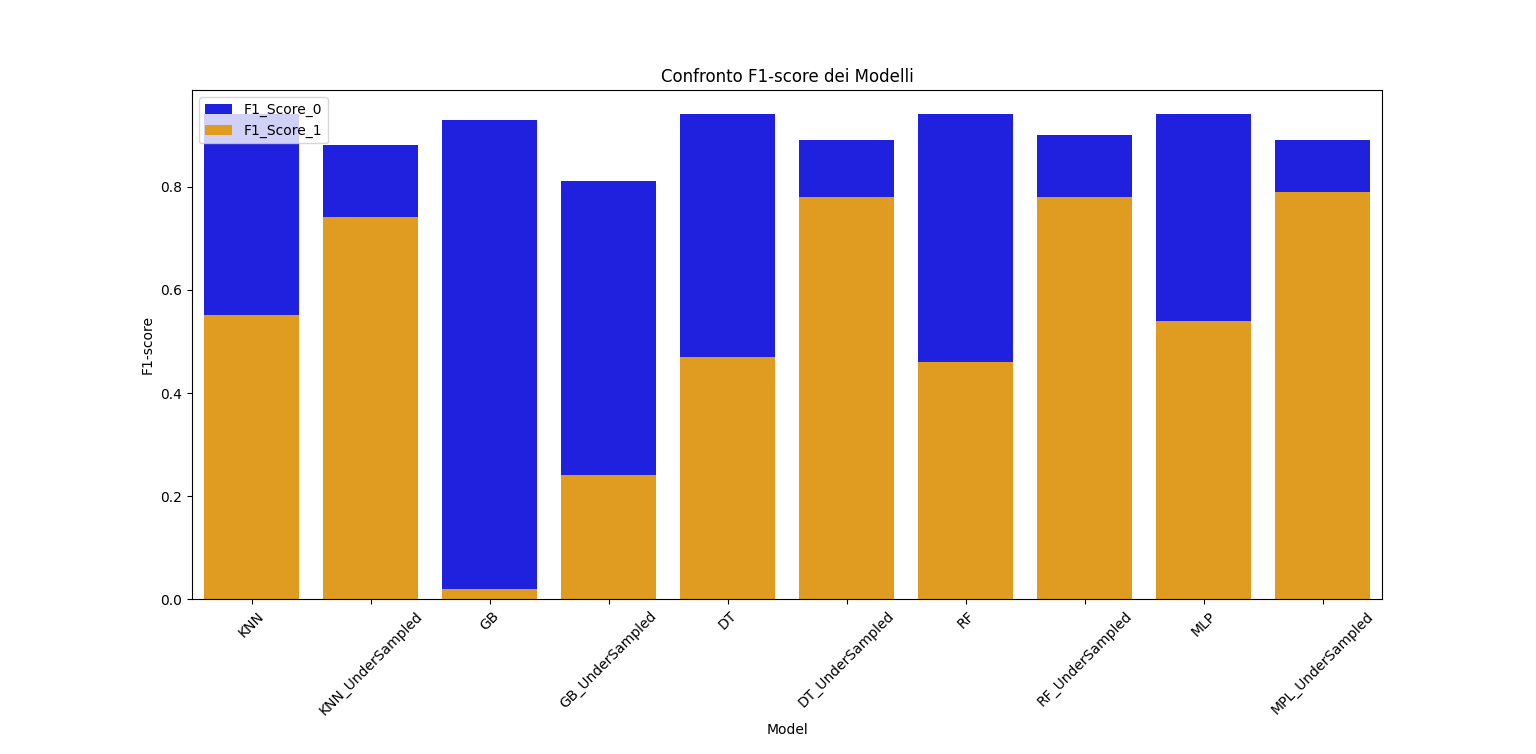 Confronto F1-score dei Modelli
F1_Score_0
F1_Score_1
F1-score
0.8
0.6
0.4
0.2
0.0
KNN
KNN_UnderSampled
GB
GB_UnderSampled
DT
DT_UnderSampled
RF
RF_UnderSampled
MLP
MPL_UnderSampled
Model